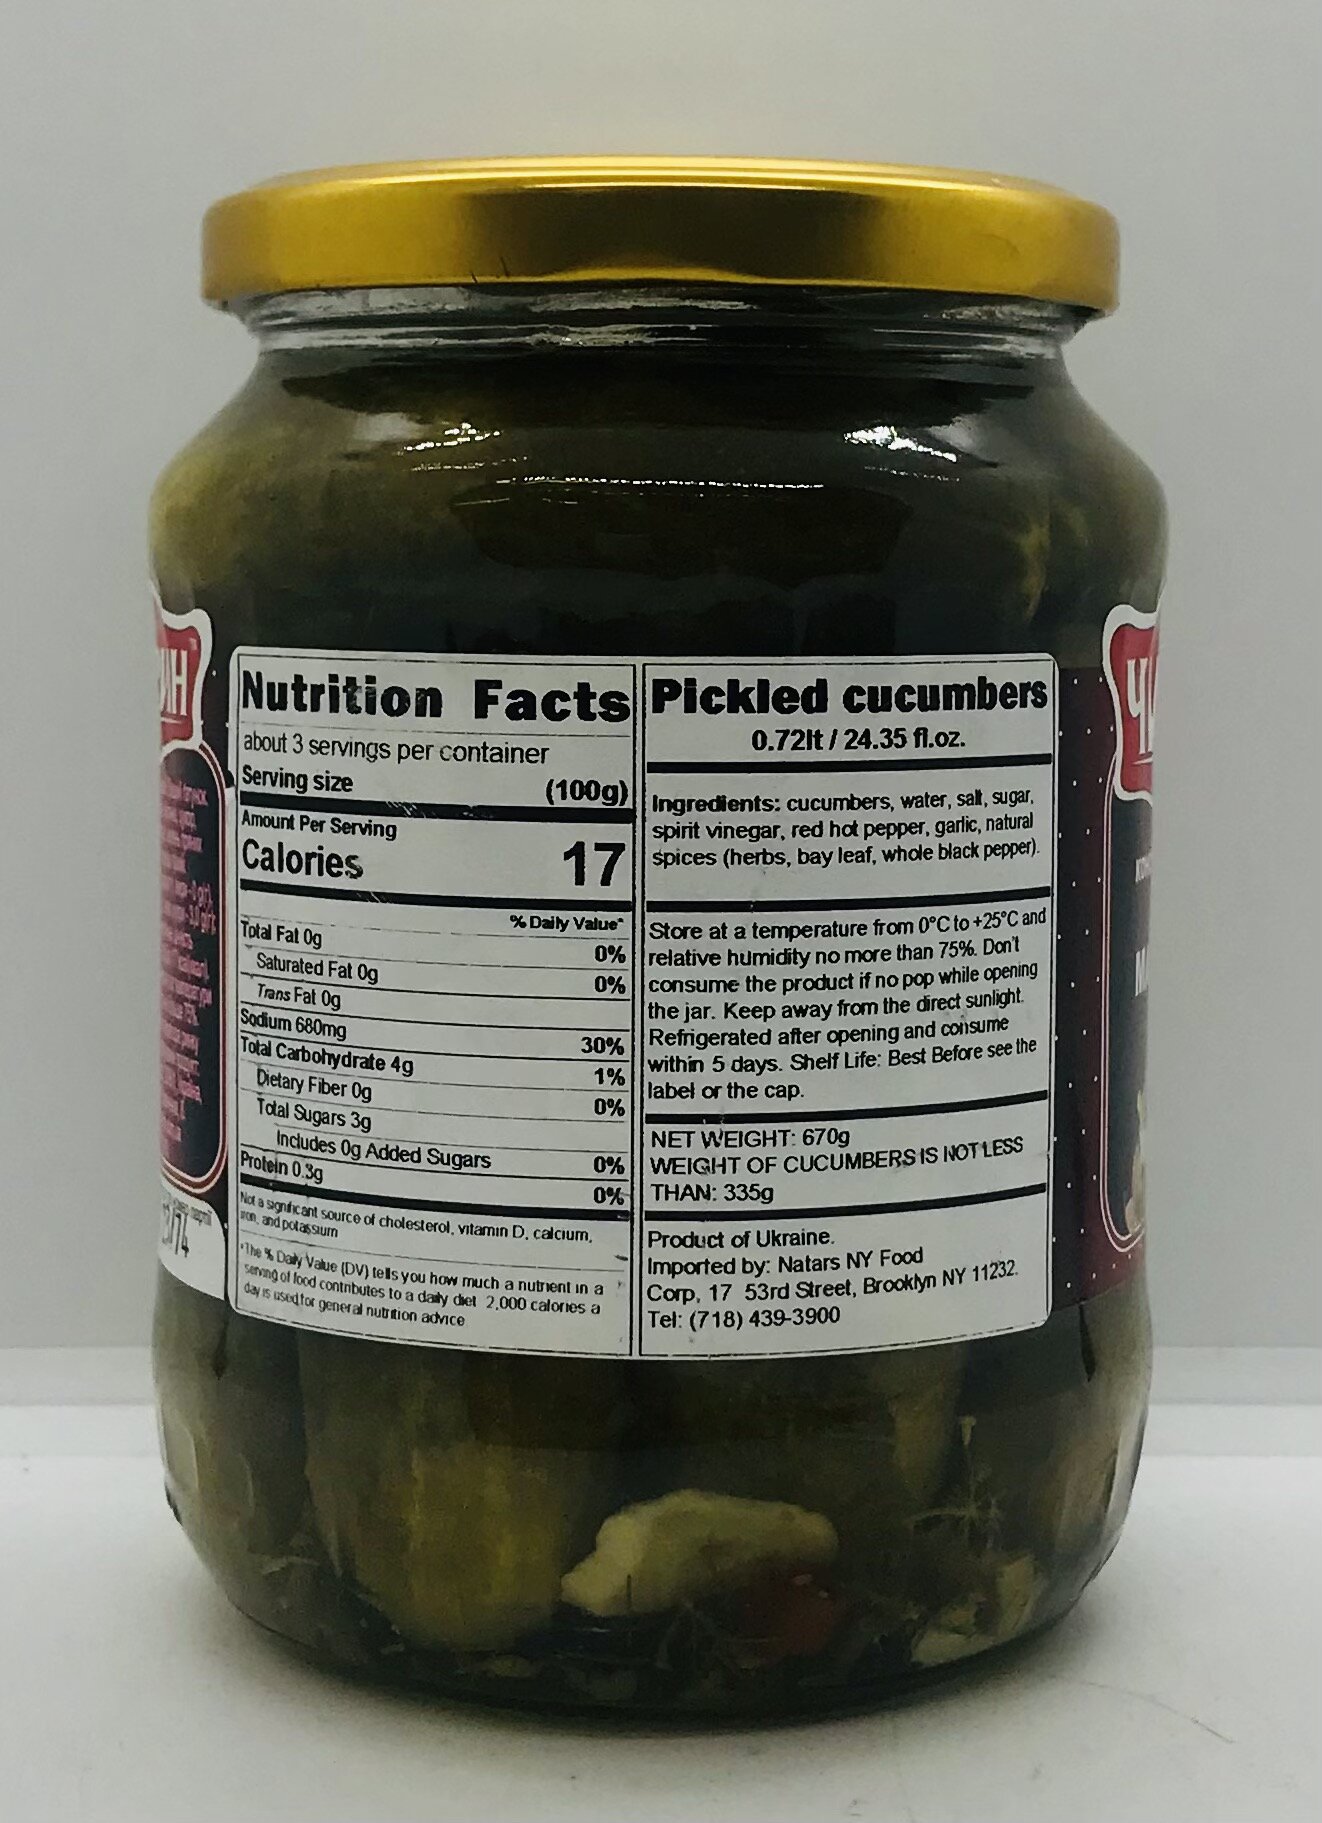 Nutrition Facts
about 3 servings per container
Serving size (100g)
Amount Per Serving
Calories 17
% Daily Value*
Total Fat 0g 0%
Saturated Fat 0g 0%
Trans Fat 0g
Sodium 680mg 30%
Total Carbohydrate 4g 1%
Dietary Fiber 0g 0%
Total Sugars 3g
Includes 0g Added Sugars 0%
Protein 0.3g 0%
Not a significant source of cholesterol, vitamin D, calcium,
iron, and potassium
*The % Daily Value (DV) tells you how much a nutrient in a
serving of food contributes to a daily diet 2,000 calories a
day is used for general nutrition advice
Pickled cucumbers
0.72lt / 24.35 fl.oz.
Ingredients: cucumbers, water, salt, sugar,
spirit vinegar, red hot pepper, garlic, natural
spices (herbs, bay leaf, whole black pepper).
Store at a temperature from 0°C to +25°C and
relative humidity no more than 75%. Don't
consume the product if no pop while opening
the jar. Keep away from the direct sunlight.
Refrigerated after opening and consume
within 5 days. Shelf Life: Best Before see the
label or the cap.
NET WEIGHT: 670g
WEIGHT OF CUCUMBERS IS NOT LESS
THAN: 335g
Product of Ukraine.
Imported by: Natars NY Food
Corp, 17 53rd Street, Brooklyn NY 11232.
Tel: (718) 439-3900